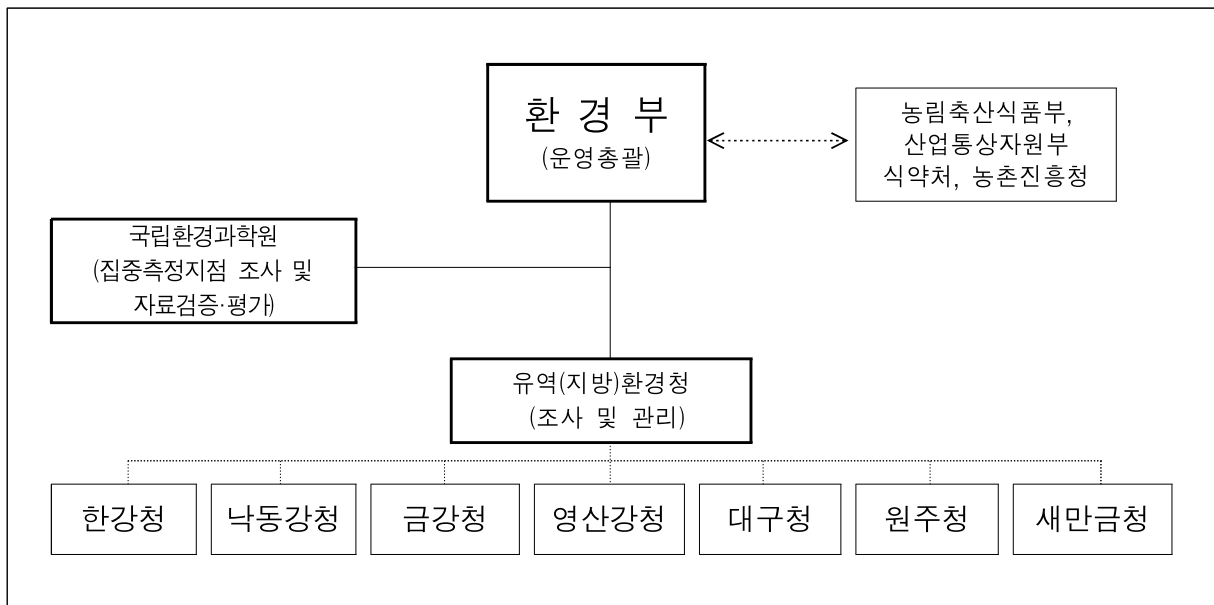 환 경 부
(운영총괄)
농림축산식품부,
산업통상자원부
식약처, 농촌진흥청
국립환경과학원
(집중측정지점 조사 및
자료검증·평가)
유역(지방)환경청
(조사 및 관리)
한강청
낙동강청
금강청
영산강청
대구청
원주청
새만금청